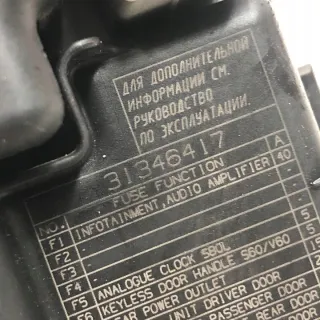 ДЛЯ ДОПОЛНИТЕЛЬНОЙ
ИНФОРМАЦИИ СМ.
РУКОВОДСТВО
ПО ЭКСПЛУАТАЦИИ.
31346417
NO. FUSE FUNCTION A
F1 INFOTAINMENT, AUDIO AMPLIFIER 40
F2 -
F3 -
F4 -
F5 ANALOGUE CLOCK S80L 5
F6 KEYLESS DOOR HANDLE S60/V60 5
POWER OUTLET
UNIT DRIVER DOOR
PASSENGER DOOR
REAR DOOR